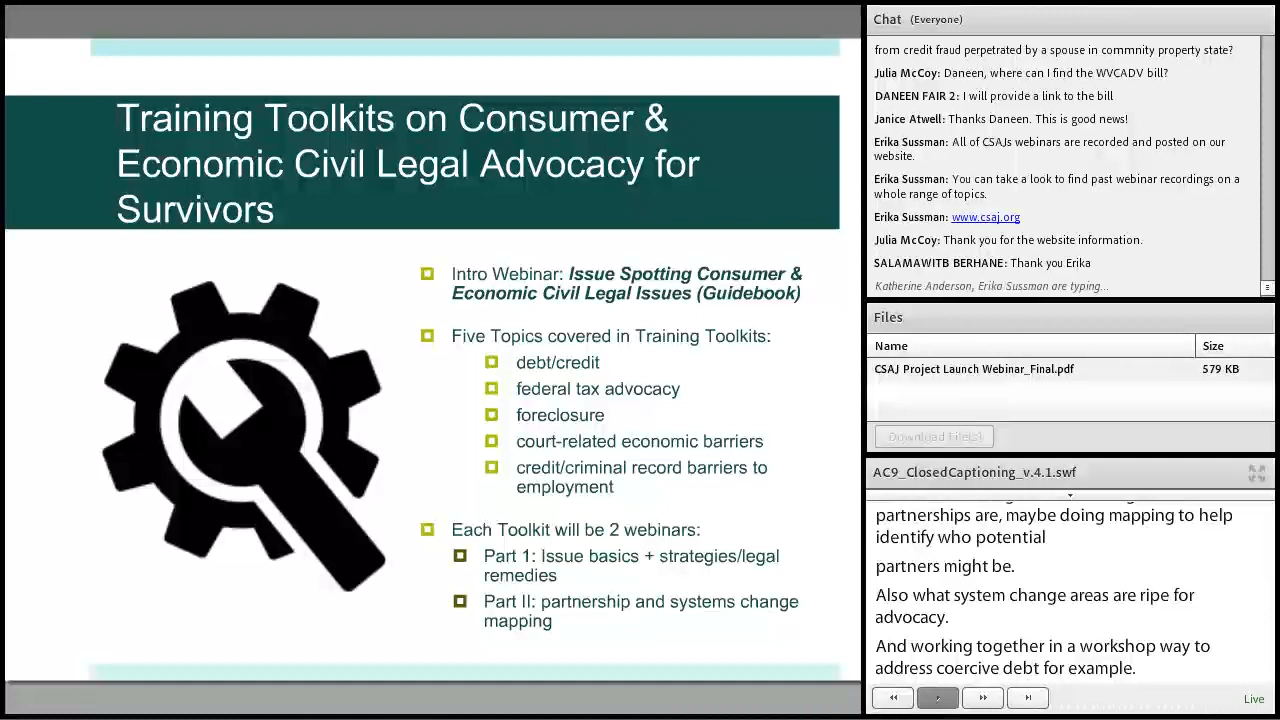 Training Toolkits on Consumer &
Economic Civil Legal Advocacy for
Survivors
Intro Webinar: Issue Spotting Consumer &
Economic Civil Legal Issues (Guidebook)
Five Topics covered in Training Toolkits:
debt/credit
federal tax advocacy
foreclosure
court-related economic barriers
credit/criminal record barriers to
employment
Each Toolkit will be 2 webinars:
Part 1: Issue basics + strategies/legal
remedies
Part II: partnership and systems change
mapping
Chat (Everyone)
from credit fraud perpetrated by a spouse in commnity property state?
Julia McCoy: Daneen, where can I find the WVCADV bill?
DANEEN FAIR 2: I will provide a link to the bill
Janice Atwell: Thanks Daneen. This is good news!
Erika Sussman: All of CSAJs webinars are recorded and posted on our
website.
Erika Sussman: You can take a look to find past webinar recordings on a
whole range of topics.
Erika Sussman: www.csaj.org
Julia McCoy: Thank you for the website information.
SALAMAWITB BERHANE: Thank you Erika
Katherine Anderson, Erika Sussman are typing...
Files
Name Size
CSAJ Project Launch Webinar_Final.pdf 579 KB
Download File(s)
AC9_ClosedCaptioning_v.4.1.swf
partnerships are, maybe doing mapping to help
identify who potential
partners might be.
Also what system change areas are ripe for
advocacy.
And working together in a workshop way to
address coercive debt for example.
Live